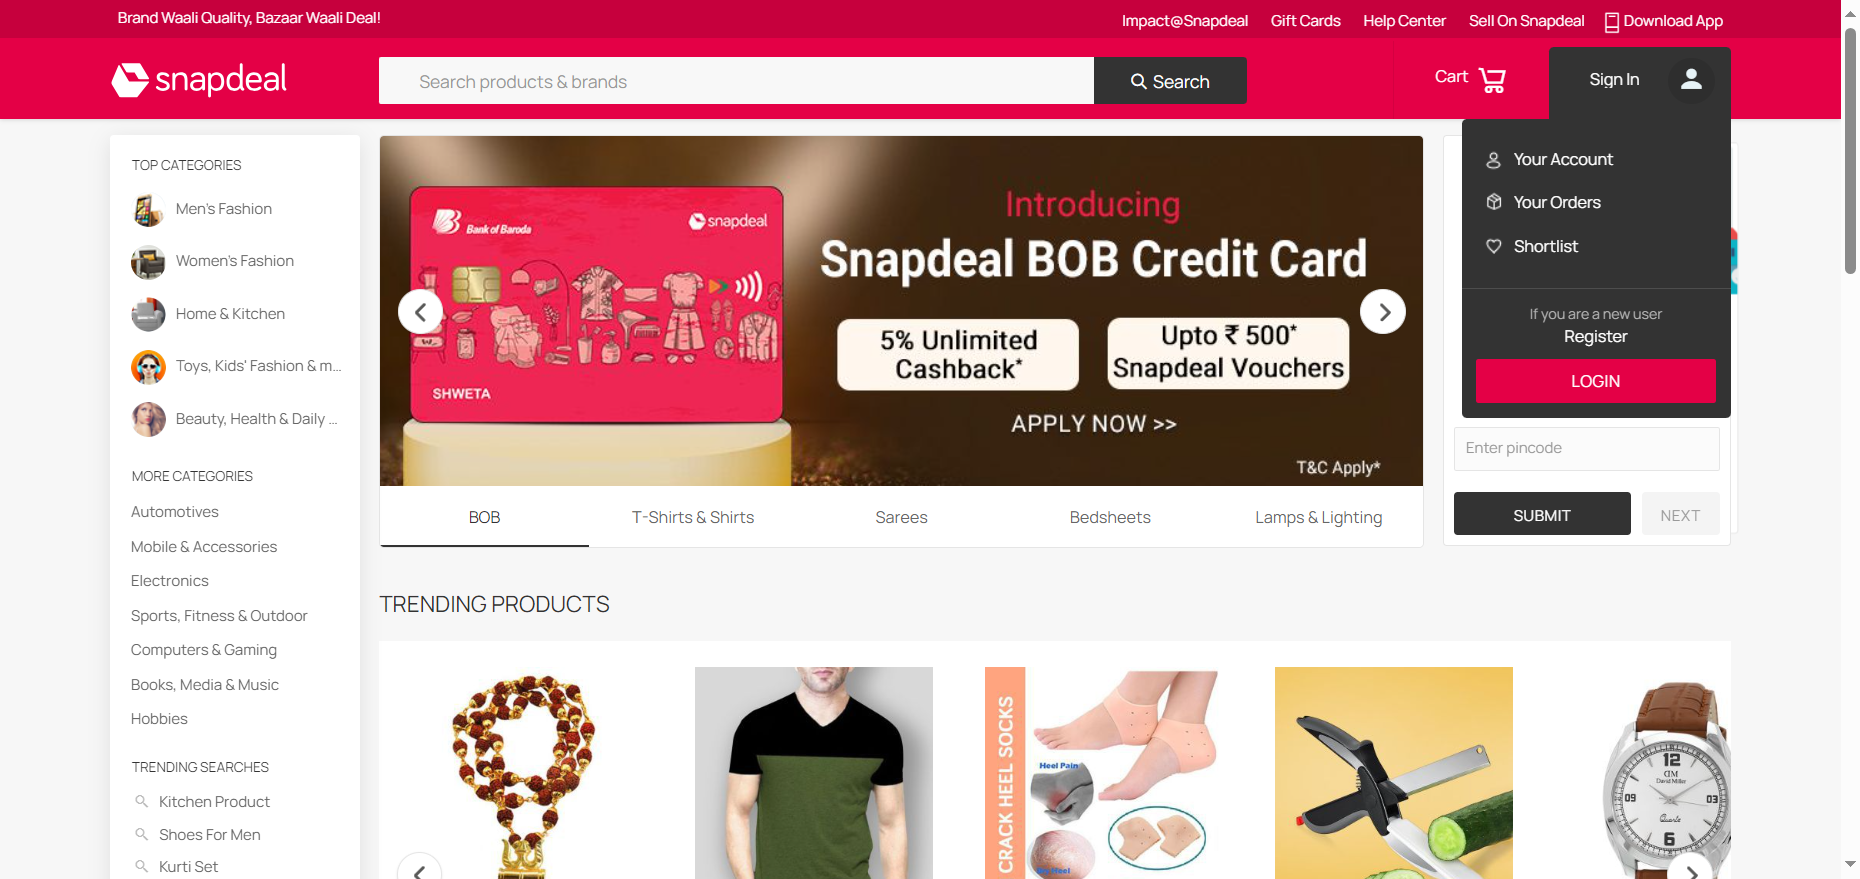 Brand Waali Quality, Bazaar Waali Deal!
Impact@Snapdeal
Gift Cards
Help Center
Sell On Snapdeal
Download App
snapdeal
Search products & brands
Search
Cart
Sign In
Your Account
Your Orders
Shortlist
If you are a new user
Register
LOGIN
TOP CATEGORIES
Men's Fashion
Women's Fashion
Home & Kitchen
Toys, Kids' Fashion & m...
Beauty, Health & Daily ...
MORE CATEGORIES
Automotives
Mobile & Accessories
Electronics
Sports, Fitness & Outdoor
Computers & Gaming
Books, Media & Music
Hobbies
TRENDING SEARCHES
Kitchen Product
Shoes For Men
Kurti Set
Bank of Baroda
snapdeal
SHWETA
Introducing
Snapdeal BOB Credit Card
5% Unlimited
Cashback*
Upto ₹ 500*
Snapdeal Vouchers
APPLY NOW >>
T&C Apply*
BOB
T-Shirts & Shirts
Sarees
Bedsheets
Lamps & Lighting
Enter pincode
SUBMIT
NEXT
TRENDING PRODUCTS
CRACK HEEL SOCKS
Heel Pain
12
DM
David Miller
09
03
Quartz
6